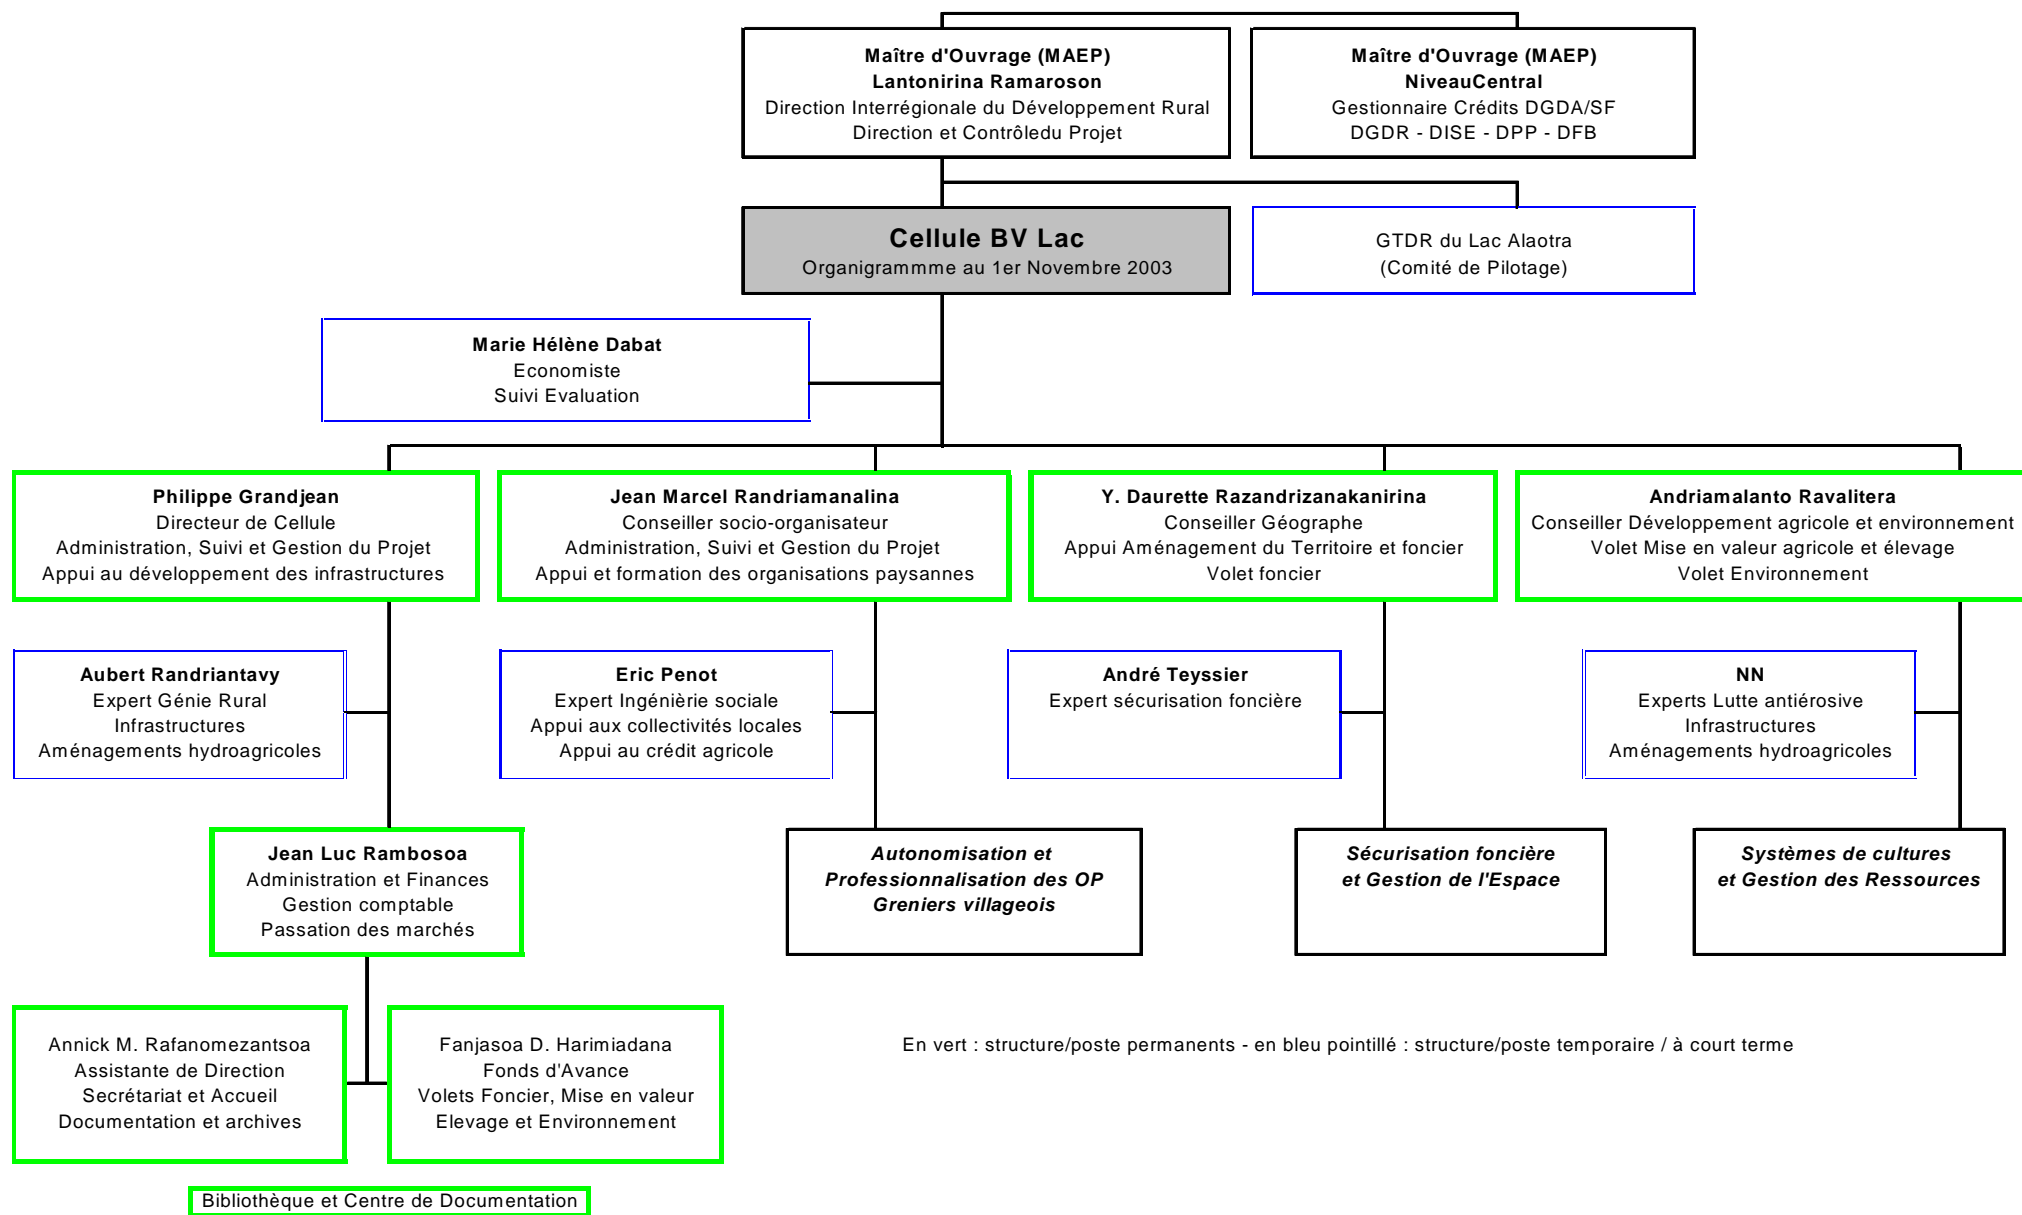 Maître d'Ouvrage (MAEP)
Lantonirina Ramaroson
Direction Interrégionale du Développement Rural
Direction et Contrôledu Projet
Maître d'Ouvrage (MAEP)
NiveauCentral
Gestionnaire Crédits DGDA/SF
DGDR - DISE - DPP - DFB
Cellule BV Lac
Organigrammme au 1er Novembre 2003
GTDR du Lac Alaotra
(Comité de Pilotage)
Marie Hélène Dabat
Economiste
Suivi Evaluation
Philippe Grandjean
Directeur de Cellule
Administration, Suivi et Gestion du Projet
Appui au développement des infrastructures
Jean Marcel Randriamanalina
Conseiller socio-organisateur
Administration, Suivi et Gestion du Projet
Appui et formation des organisations paysannes
Y. Daurette Razandrizanakanirina
Conseiller Géographe
Appui Aménagement du Territoire et foncier
Volet foncier
Andriamalanto Ravalitera
Conseiller Développement agricole et environnement
Volet Mise en valeur agricole et élevage
Volet Environnement
Aubert Randriantavy
Expert Génie Rural
Infrastructures
Aménagements hydroagricoles
Eric Penot
Expert Ingénièrie sociale
Appui aux collectivités locales
Appui au crédit agricole
André Teyssier
Expert sécurisation foncière
NN
Experts Lutte antiérosive
Infrastructures
Aménagements hydroagricoles
Jean Luc Rambosoa
Administration et Finances
Gestion comptable
Passation des marchés
Autonomisation et
Professionnalisation des OP
Greniers villageois
Sécurisation foncière
et Gestion de l'Espace
Systèmes de cultures
et Gestion des Ressources
Annick M. Rafanomezantsoa
Assistante de Direction
Secrétariat et Accueil
Documentation et archives
Fanjasoa D. Harimiadana
Fonds d'Avance
Volets Foncier, Mise en valeur
Elevage et Environnement
En vert : structure/poste permanents - en bleu pointillé : structure/poste temporaire / à court terme
Bibliothèque et Centre de Documentation